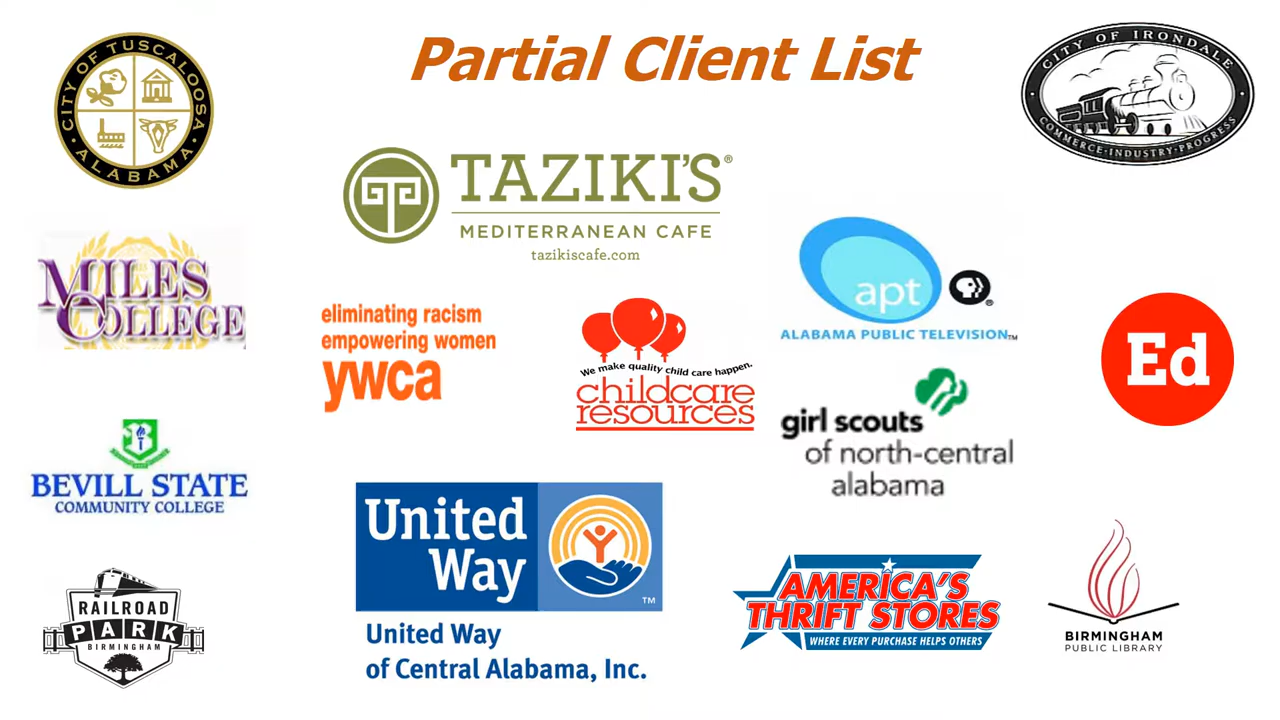 Partial Client List
CITY OF TUSCALOOSA
ALABAMA
CITY OF IRONDALE
COMMERCE · INDUSTRY · PROGRESS
TAZIKI'S®
MEDITERRANEAN CAFE
tazikiscafe.com
MILES
COLLEGE
eliminating racism
empowering women
ywca
We make quality child care happen.
childcare
resources
apt
ALABAMA PUBLIC TELEVISION™
Ed
girl scouts
of north-central
alabama
BEVILL STATE
COMMUNITY COLLEGE
United
Way
™
United Way
of Central Alabama, Inc.
RAILROAD
PARK
BIRMINGHAM
AMERICA'S
THRIFT STORES
WHERE EVERY PURCHASE HELPS OTHERS
BIRMINGHAM
PUBLIC LIBRARY